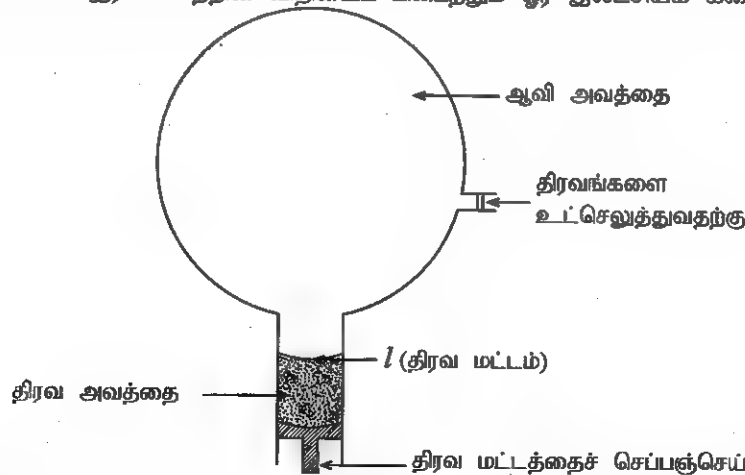 ஆவி அவத்தை
திரவங்களை
உட்செலுத்துவதற்கு
l (திரவ மட்டம்)
திரவ அவத்தை
திரவ மட்டத்தைச் செப்பஞ்செய்